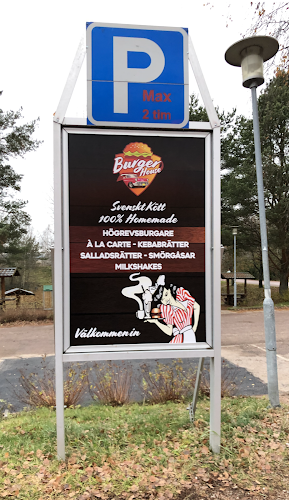 P
Max
2 tim
Burger
House
Svenskt Kött
100% Homemade
HÖGREVSBURGARE
À LA CARTE - KEBABRÄTTER
SALLADSRÄTTER - SMÖRGÅSAR
MILKSHAKES
Välkommen in